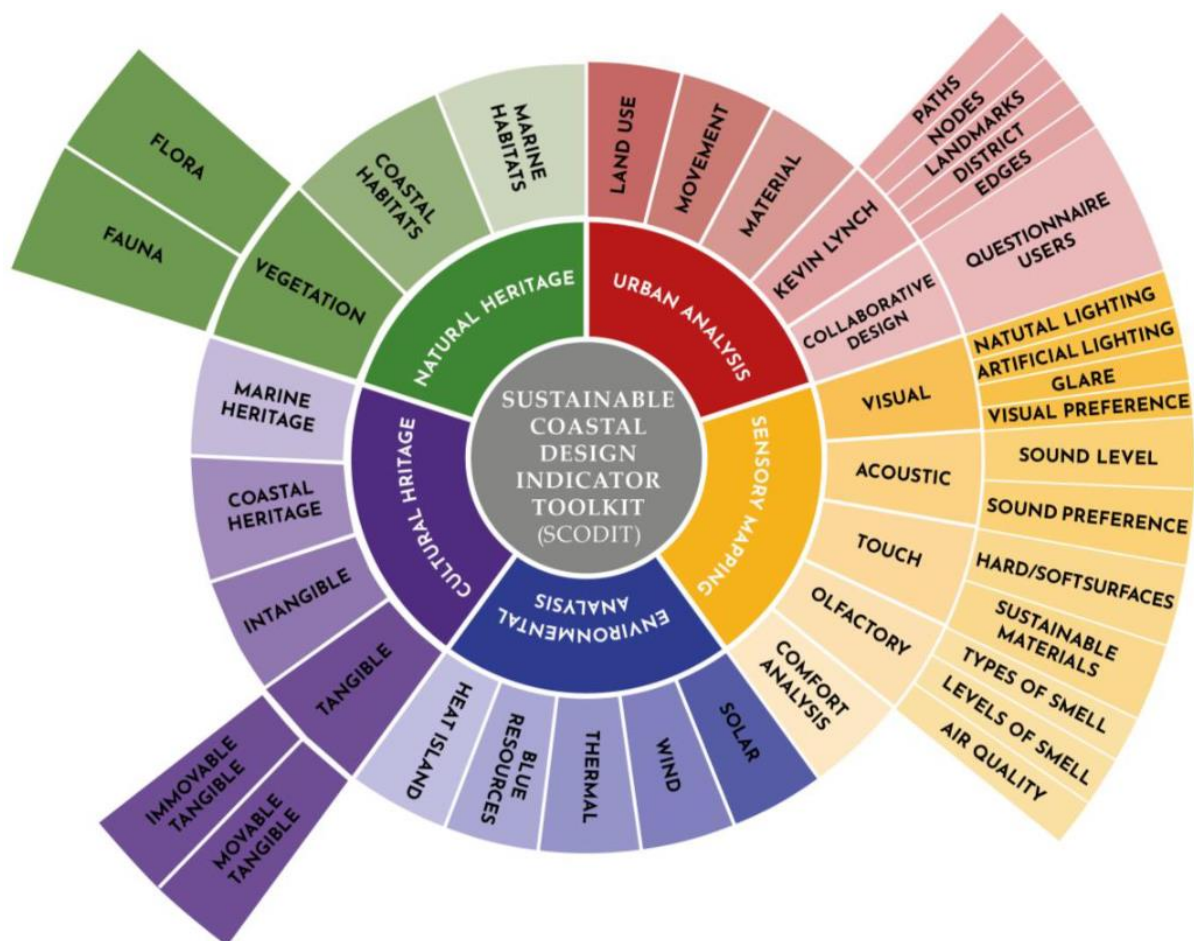 SUSTAINABLE
COASTAL
DESIGN
INDICATOR
TOOLKIT
(SCODIT)
NATURAL HERITAGE
MARINE
HABITATS
COASTAL
HABITATS
VEGETATION
FLORA
FAUNA
URBAN ANALYSIS
LAND USE
MOVEMENT
MATERIAL
KEVIN LYNCH
PATHS
NODES
LANDMARKS
DISTRICT
EDGES
COLLABORATIVE
DESIGN
QUESTIONNAIRE
USERS
SENSORY MAPPING
VISUAL
NATUTAL LIGHTING
ARTIFICIAL LIGHTING
GLARE
VISUAL PREFERENCE
ACOUSTIC
SOUND LEVEL
SOUND PREFERENCE
TOUCH
HARD/SOFTSURFACES
SUSTAINABLE
MATERIALS
OLFACTORY
TYPES OF SMELL
LEVELS OF SMELL
AIR QUALITY
COMFORT
ANALYSIS
ENVIRONMENTAL
ANALYSIS
SOLAR
WIND
THERMAL
BLUE
RESOURCES
HEAT ISLAND
CULTURAL HRITAGE
TANGIBLE
IMMOVABLE
TANGIBLE
MOVABLE
TANGIBLE
INTANGIBLE
COASTAL
HERITAGE
MARINE
HERITAGE